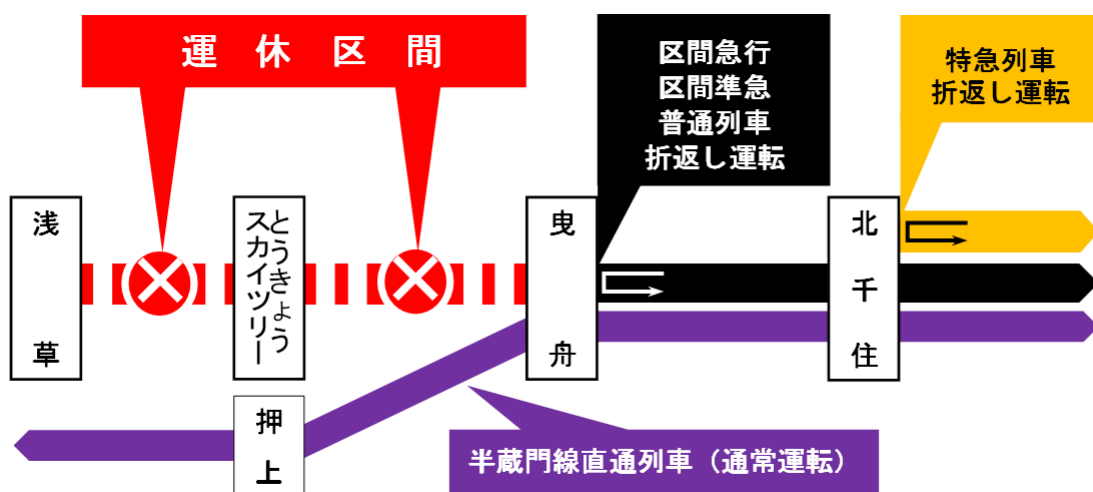 運休区間
区間急行
区間準急
普通列車
折返し運転
特急列車
折返し運転
浅草
とうきょう
スカイツリー
曳舟
北千住
押上
半蔵門線直通列車（通常運転）